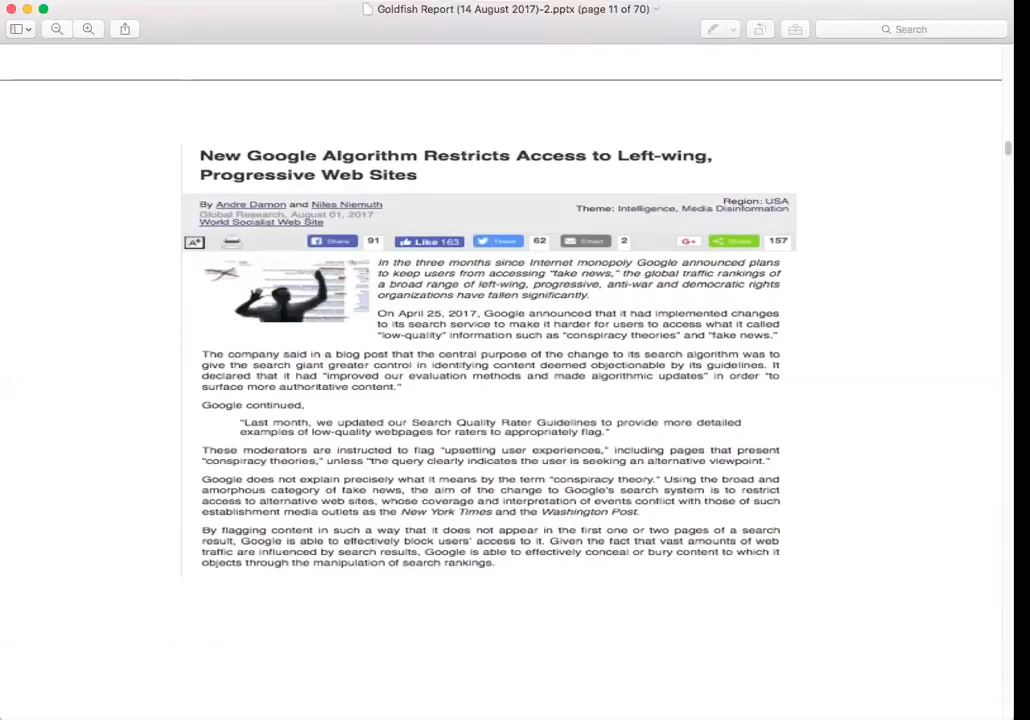 Goldfish Report (14 August 2017)-2.pptx (page 11 of 70)
Search
New Google Algorithm Restricts Access to Left-wing,
Progressive Web Sites
By Andre Damon and Niles Niemuth
Global Research, August 01, 2017
World Socialist Web Site
Region: USA
Theme: Intelligence, Media Disinformation
A+ Share 91 Like 163 Tweet 62 Email 2 G+ Share 157
In the three months since Internet monopoly Google announced plans
to keep users from accessing "fake news," the global traffic rankings of
a broad range of left-wing, progressive, anti-war and democratic rights
organizations have fallen significantly.
On April 25, 2017, Google announced that it had implemented changes
to its search service to make it harder for users to access what it called
"low-quality" information such as "conspiracy theories" and "fake news."
The company said in a blog post that the central purpose of the change to its search algorithm was to
give the search giant greater control in identifying content deemed objectionable by its guidelines. It
declared that it had "improved our evaluation methods and made algorithmic updates" in order "to
surface more authoritative content."
Google continued,
"Last month, we updated our Search Quality Rater Guidelines to provide more detailed
examples of low-quality webpages for raters to appropriately flag."
These moderators are instructed to flag "upsetting user experiences," including pages that present
"conspiracy theories," unless "the query clearly indicates the user is seeking an alternative viewpoint."
Google does not explain precisely what it means by the term "conspiracy theory." Using the broad and
amorphous category of fake news, the aim of the change to Google's search system is to restrict
access to alternative web sites, whose coverage and interpretation of events conflict with those of such
establishment media outlets as the New York Times and the Washington Post.
By flagging content in such a way that it does not appear in the first one or two pages of a search
result, Google is able to effectively block users' access to it. Given the fact that vast amounts of web
traffic are influenced by search results, Google is able to effectively conceal or bury content to which it
objects through the manipulation of search rankings.